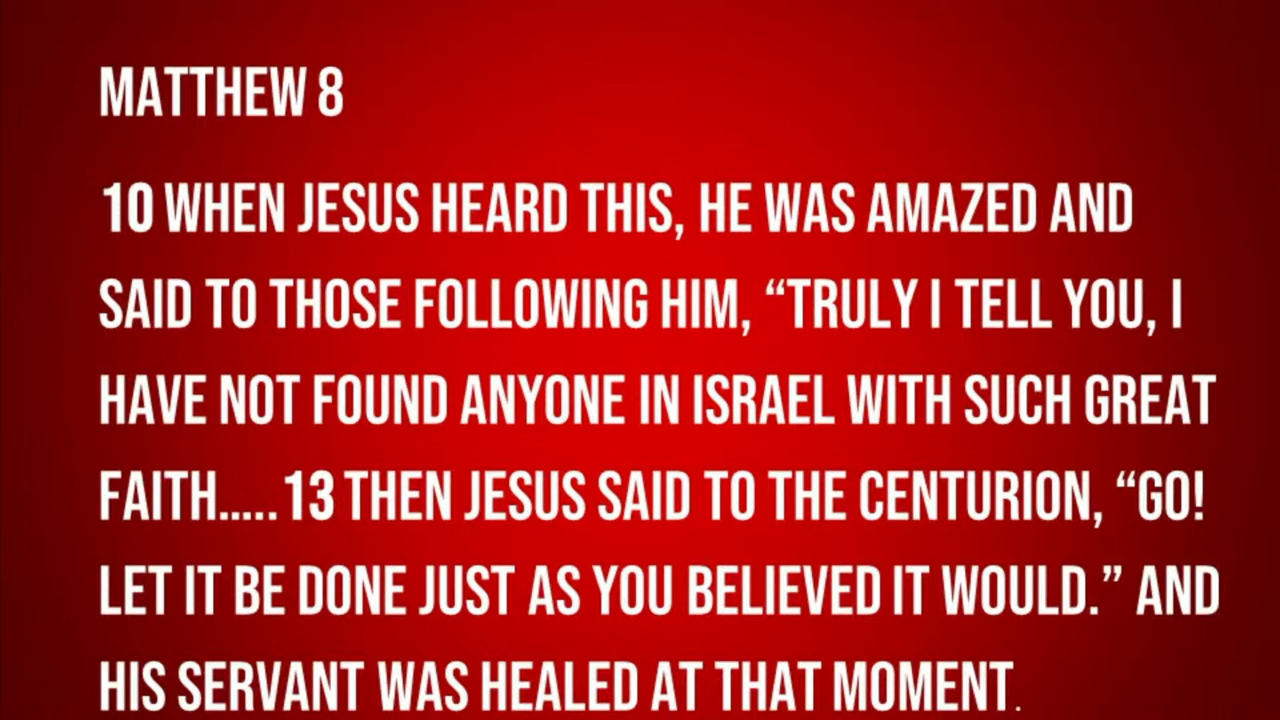 MATTHEW 8
10 WHEN JESUS HEARD THIS, HE WAS AMAZED AND
SAID TO THOSE FOLLOWING HIM, “TRULY I TELL YOU, I
HAVE NOT FOUND ANYONE IN ISRAEL WITH SUCH GREAT
FAITH.....13 THEN JESUS SAID TO THE CENTURION, “GO!
LET IT BE DONE JUST AS YOU BELIEVED IT WOULD.” AND
HIS SERVANT WAS HEALED AT THAT MOMENT.